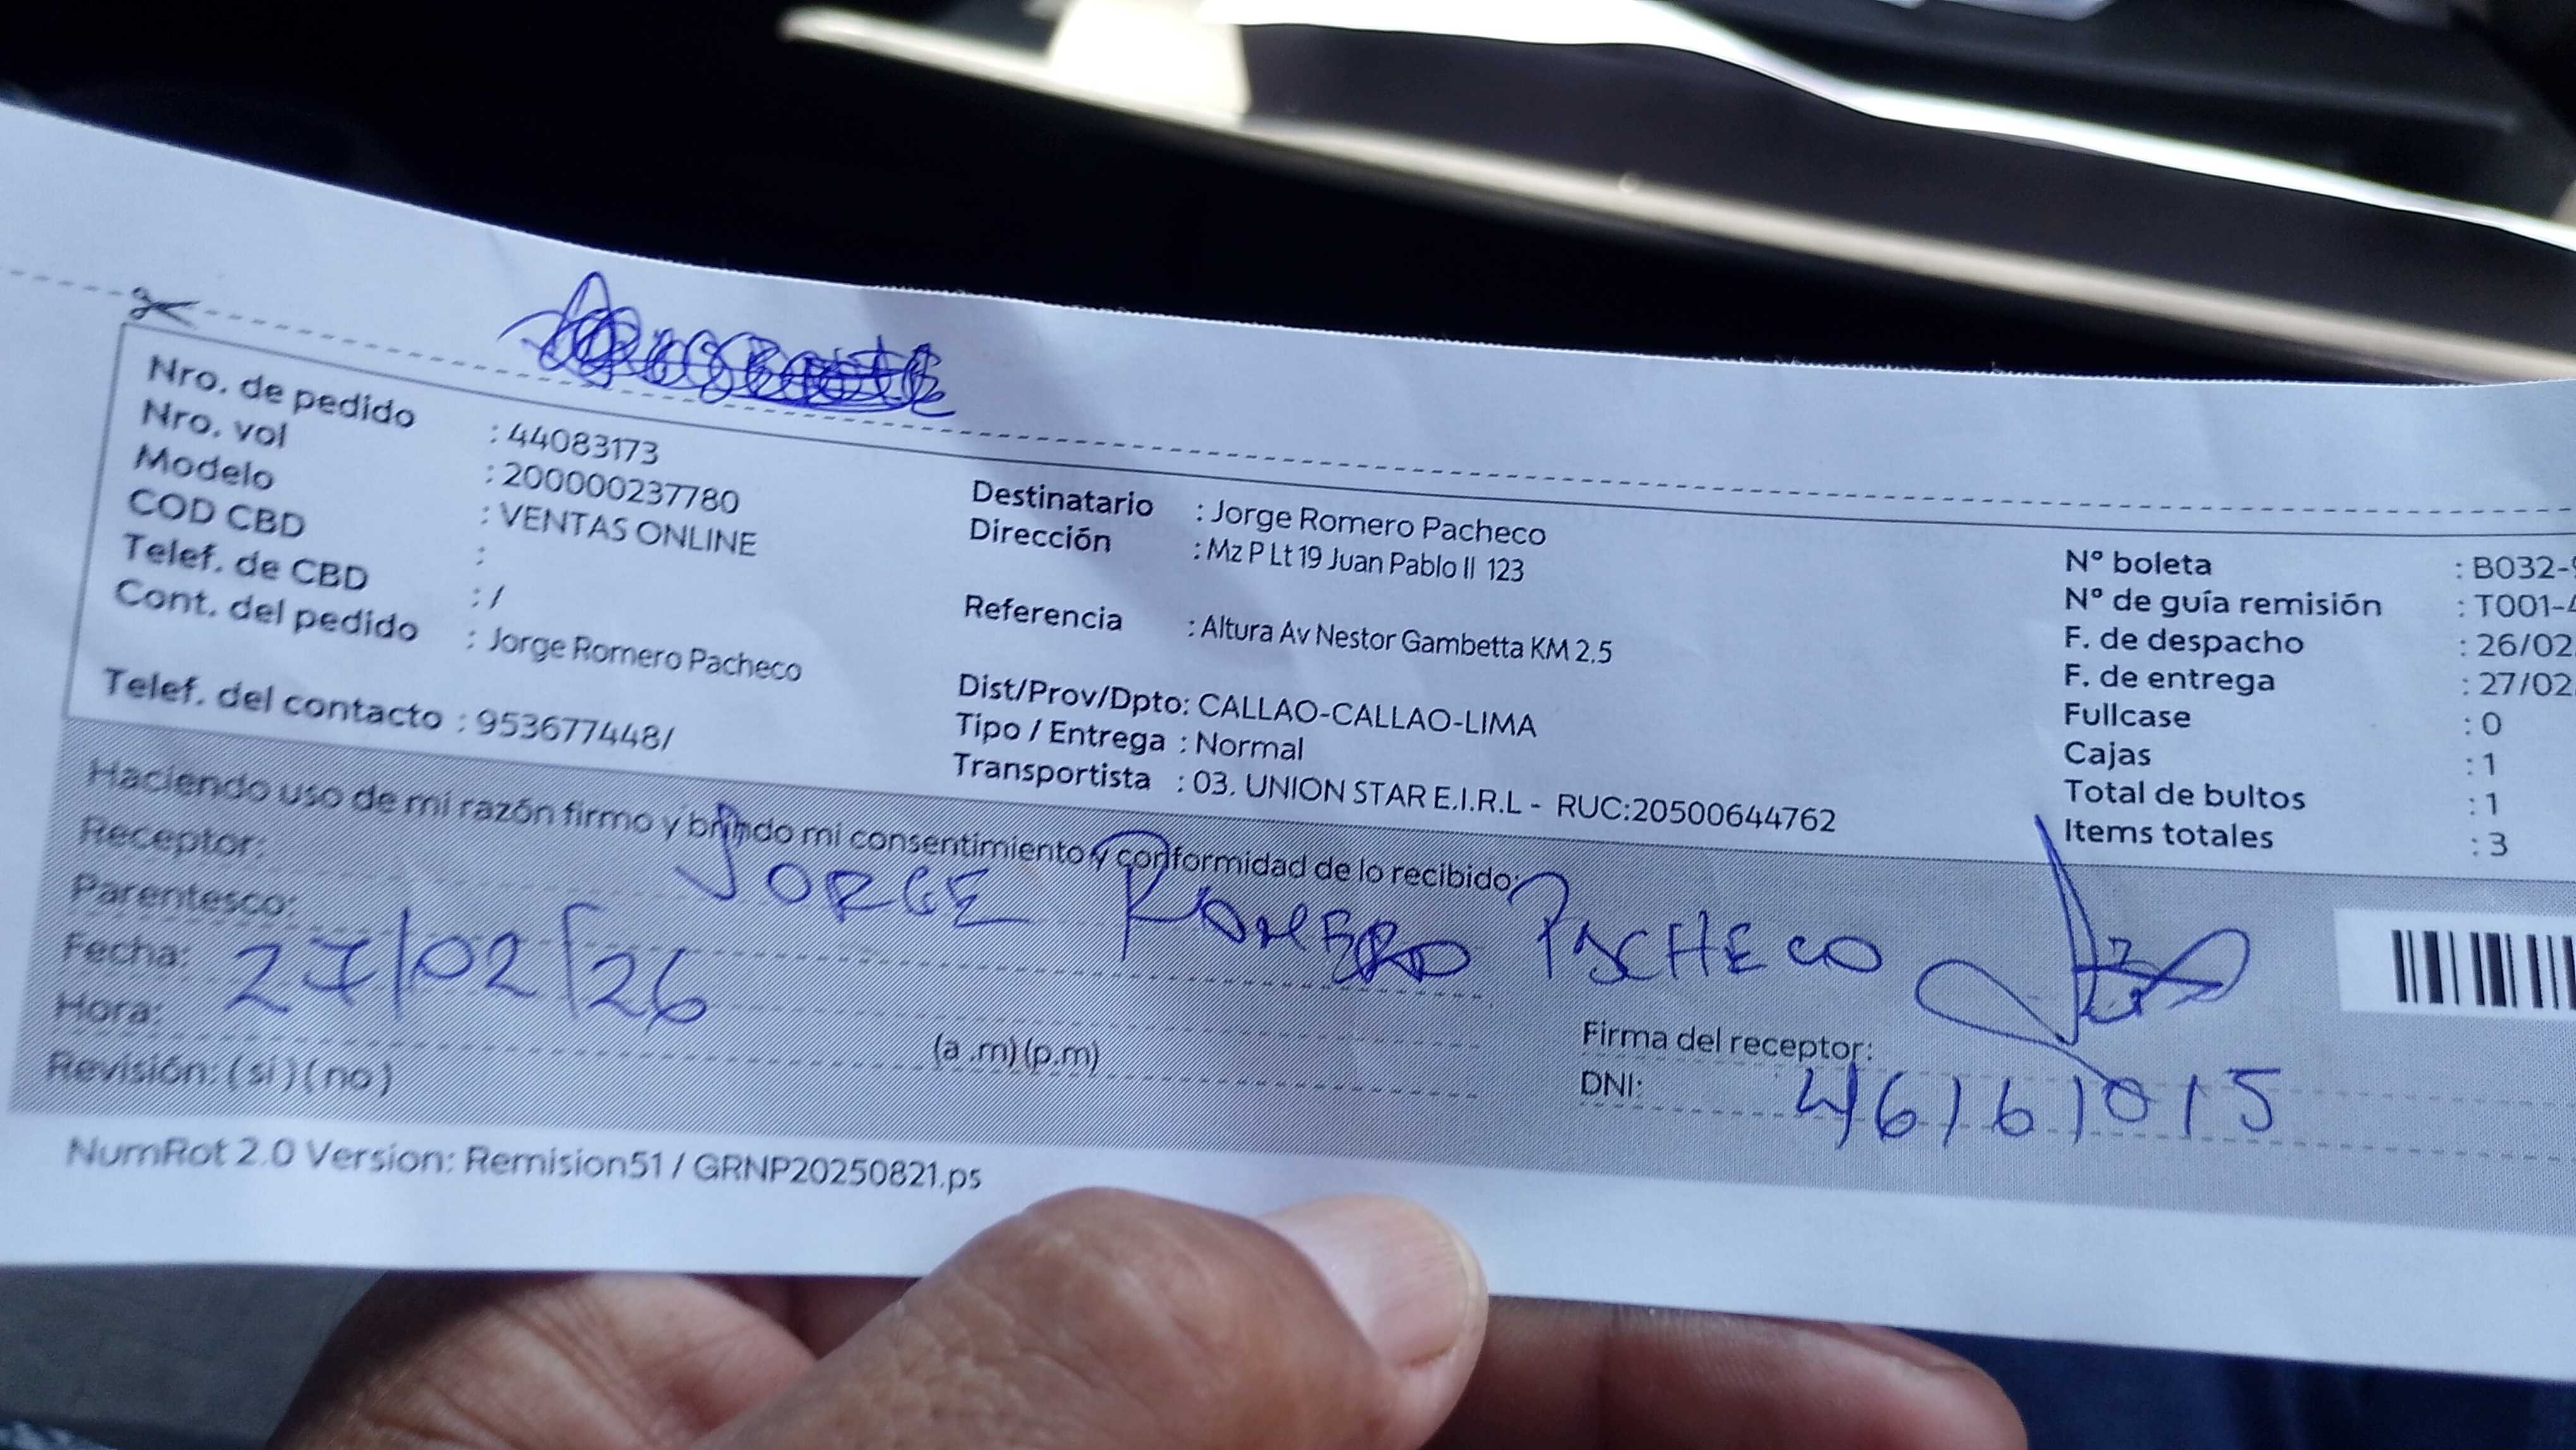 Nro. de pedido : 44083173
Nro. vol : 200000237780
Modelo : VENTAS ONLINE
COD CBD :
Telef. de CBD : /
Cont. del pedido : Jorge Romero Pacheco
Telef. del contacto : 953677448/
Destinatario : Jorge Romero Pacheco
Dirección : Mz P Lt 19 Juan Pablo II 123
Referencia : Altura Av Nestor Gambetta KM 2.5
Dist/Prov/Dpto: CALLAO-CALLAO-LIMA
Tipo / Entrega : Normal
Transportista : 03. UNION STAR E.I.R.L - RUC:20500644762
Nº boleta : B032-
Nº de guía remisión : T001-4
F. de despacho : 26/02
F. de entrega : 27/02
Fullcase : 0
Cajas : 1
Total de bultos : 1
Items totales : 3
Haciendo uso de mi razón firmo y brindo mi consentimiento y conformidad de lo recibido:
Receptor: JORGE ROMERO PACHECO
Parentesco:
Fecha: 27/02/26
Hora: (a .m) (p.m)
Revisión: ( si ) ( no )
Firma del receptor:
DNI: 46161015
NumRot 2.0 Version: Remision51 / GRNP20250821.ps